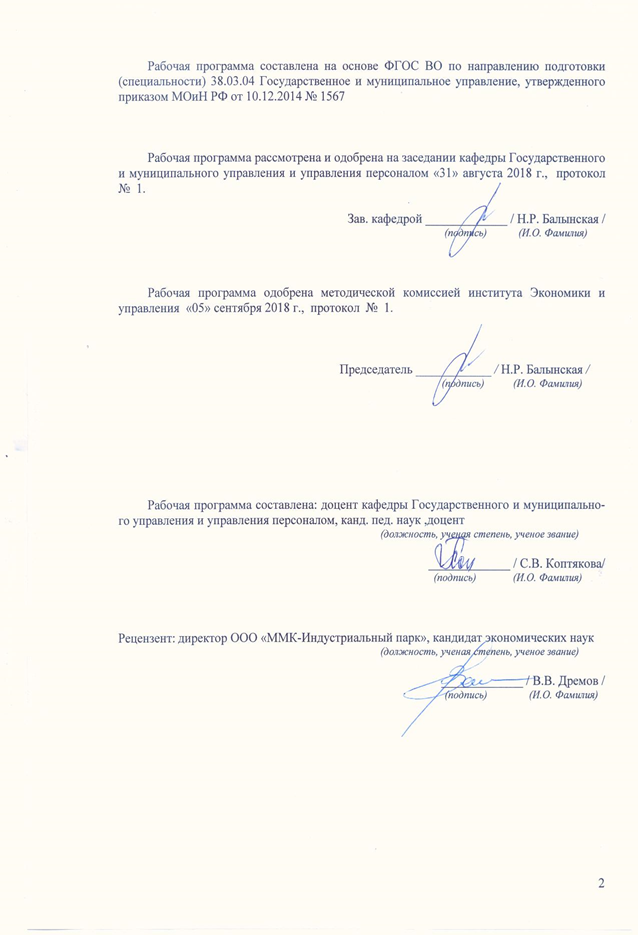 Рабочая программа составлена на основе ФГОС ВО по направлению подготовки
(специальности) 38.03.04 Государственное и муниципальное управление, утвержденного
приказом МОиН РФ от 10.12.2014 № 1567
Рабочая программа рассмотрена и одобрена на заседании кафедры Государственного
и муниципального управления и управления персоналом «31» августа 2018 г., протокол
№ 1.
Зав. кафедрой _____________ / Н.Р. Балынская /
(подпись) (И.О. Фамилия)
Рабочая программа одобрена методической комиссией института Экономики и
управления «05» сентября 2018 г., протокол № 1.
Председатель ____________ / Н.Р. Балынская /
(подпись) (И.О. Фамилия)
Рабочая программа составлена: доцент кафедры Государственного и муниципально-
го управления и управления персоналом, канд. пед. наук ,доцент
(должность, ученая степень, ученое звание)
_____________ / С.В. Коптякова/
(подпись) (И.О. Фамилия)
Рецензент: директор ООО «ММК-Индустриальный парк», кандидат экономических наук
(должность, ученая степень, ученое звание)
_____________ / В.В. Дремов /
(подпись) (И.О. Фамилия)
2